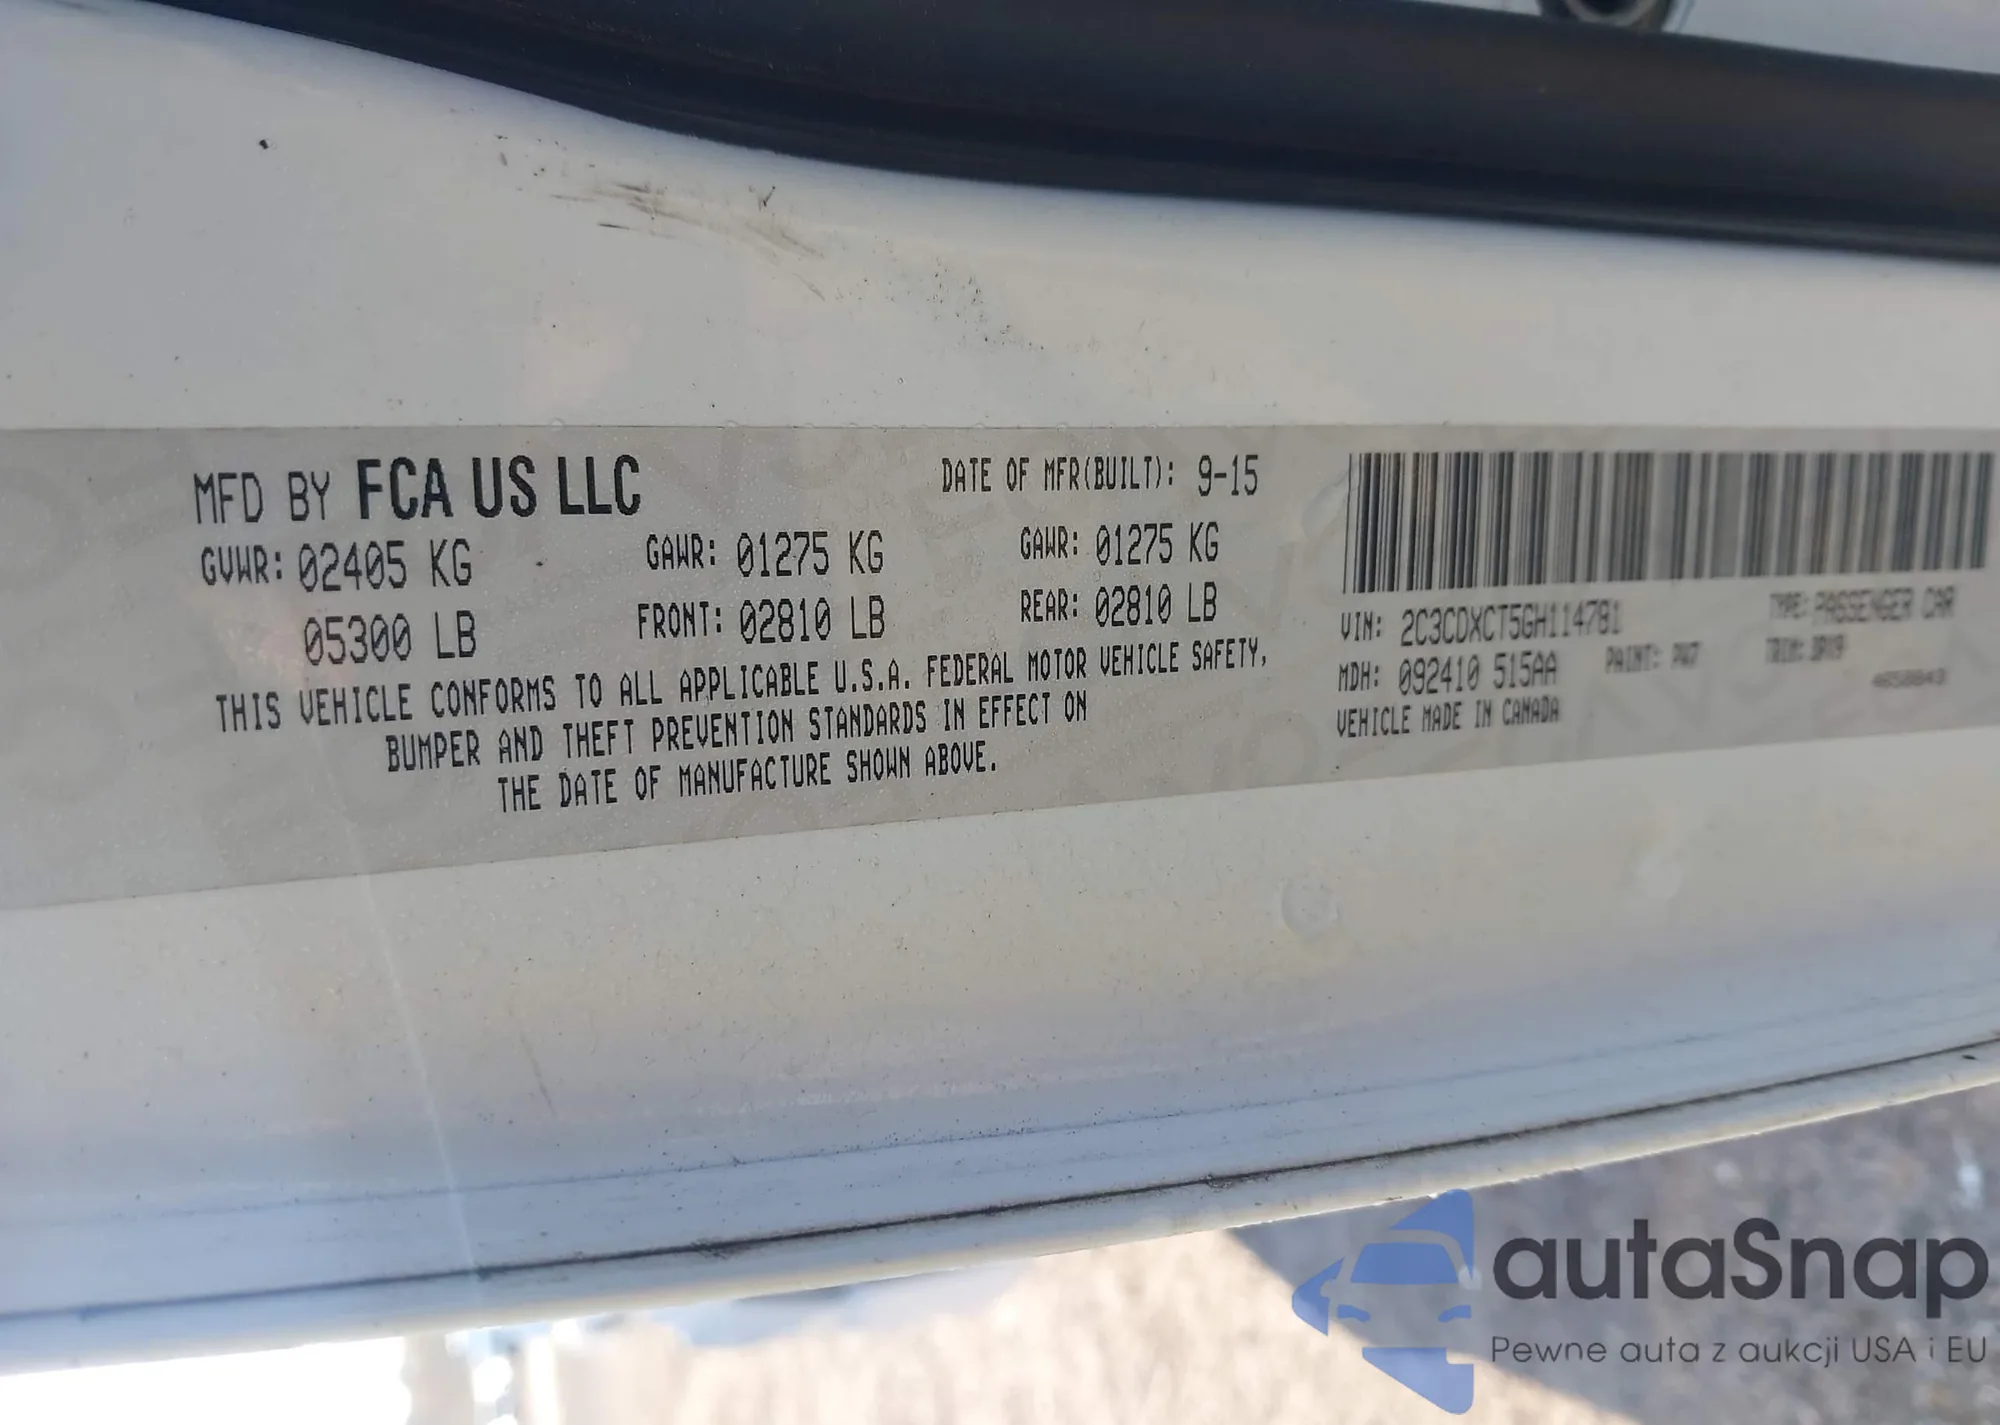 MFD BY FCA US LLC
DATE OF MFR(BUILT): 9-15
GVWR: 02405 KG
GAWR: 01275 KG
GAWR: 01275 KG
05300 LB
FRONT: 02810 LB
REAR: 02810 LB
THIS VEHICLE CONFORMS TO ALL APPLICABLE U.S.A. FEDERAL MOTOR VEHICLE SAFETY,
BUMPER AND THEFT PREVENTION STANDARDS IN EFFECT ON
THE DATE OF MANUFACTURE SHOWN ABOVE.
VIN: 2C3CDXCT5GH114781
TYPE: PASSENGER CAR
MDH: 092410 515AA
PAINT: PW7
TRIM:
VEHICLE MADE IN CANADA
autaSnap
Pewne auta z aukcji USA i EU